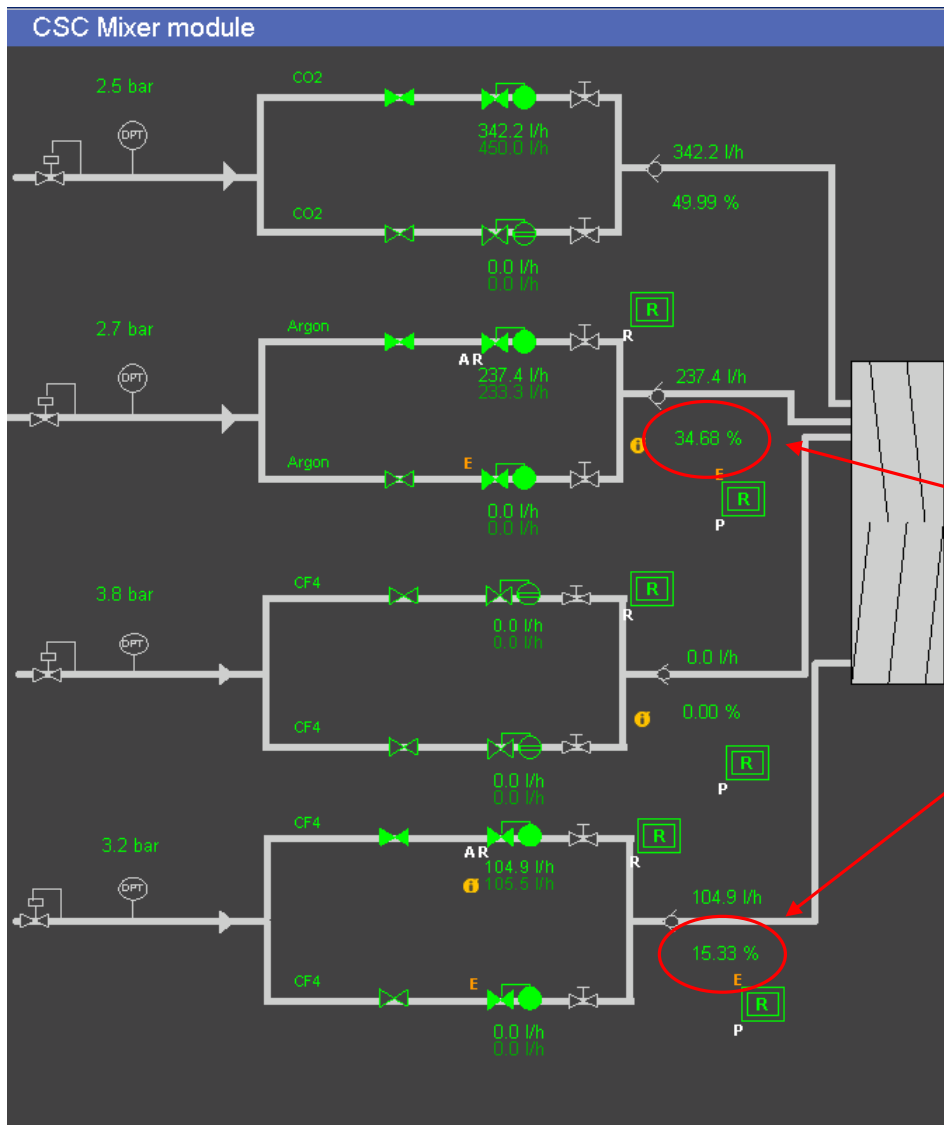 CSC Mixer module
2.5 bar
CO2
DPT
342.2 l/h
450.0 l/h
342.2 l/h
49.99 %
CO2
0.0 l/h
0.0 l/h
2.7 bar
Argon
R
R
DPT
A R
237.4 l/h
233.3 l/h
237.4 l/h
34.68 %
i
Argon
E
E
R
P
0.0 l/h
0.0 l/h
3.8 bar
CF4
R
R
DPT
0.0 l/h
0.0 l/h
0.0 l/h
0.00 %
i
CF4
R
P
0.0 l/h
0.0 l/h
3.2 bar
CF4
R
R
DPT
A R
104.9 l/h
i
105.5 l/h
104.9 l/h
15.33 %
CF4
E
E
R
P
0.0 l/h
0.0 l/h